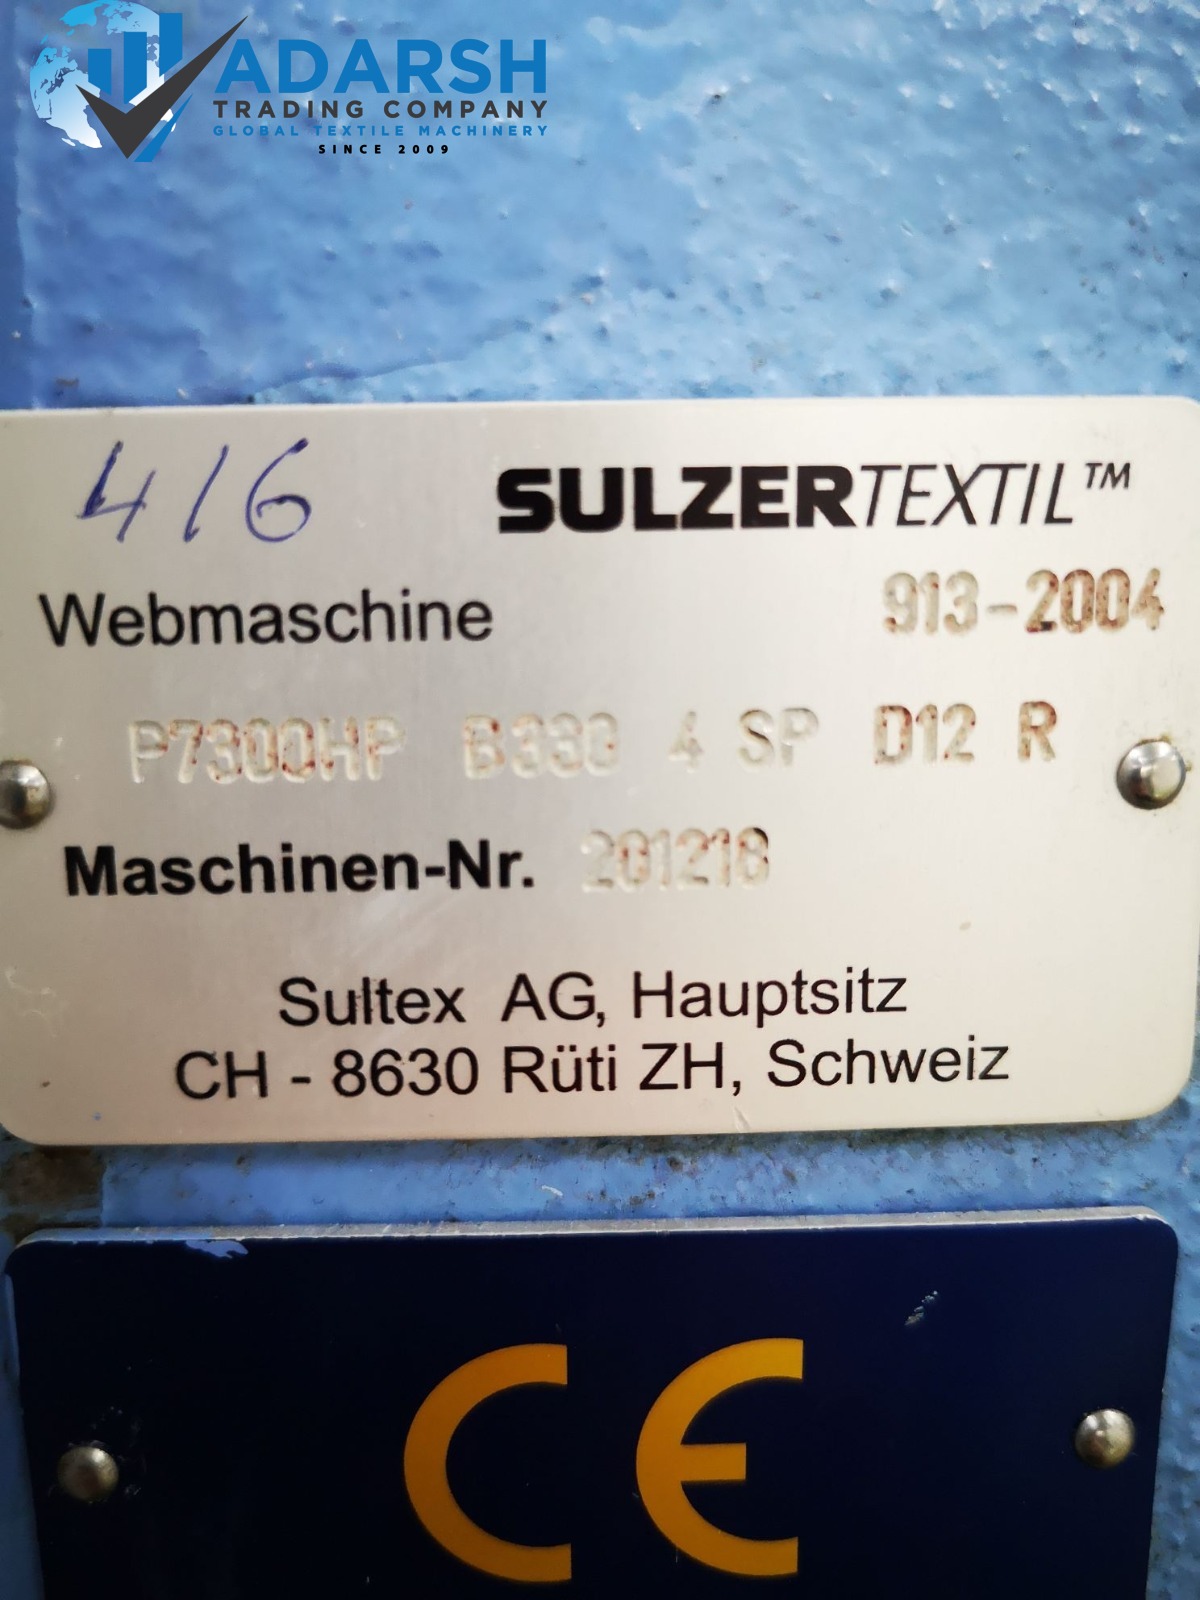 ADARSH
TRADING COMPANY
GLOBAL TEXTILE MACHINERY
SINCE 2009
416
SULZERTEXTIL™
Webmaschine 913-2004
P7300HP B330 4 SP D12 R
Maschinen-Nr. 201218
Sultex AG, Hauptsitz
CH - 8630 Rüti ZH, Schweiz
CE